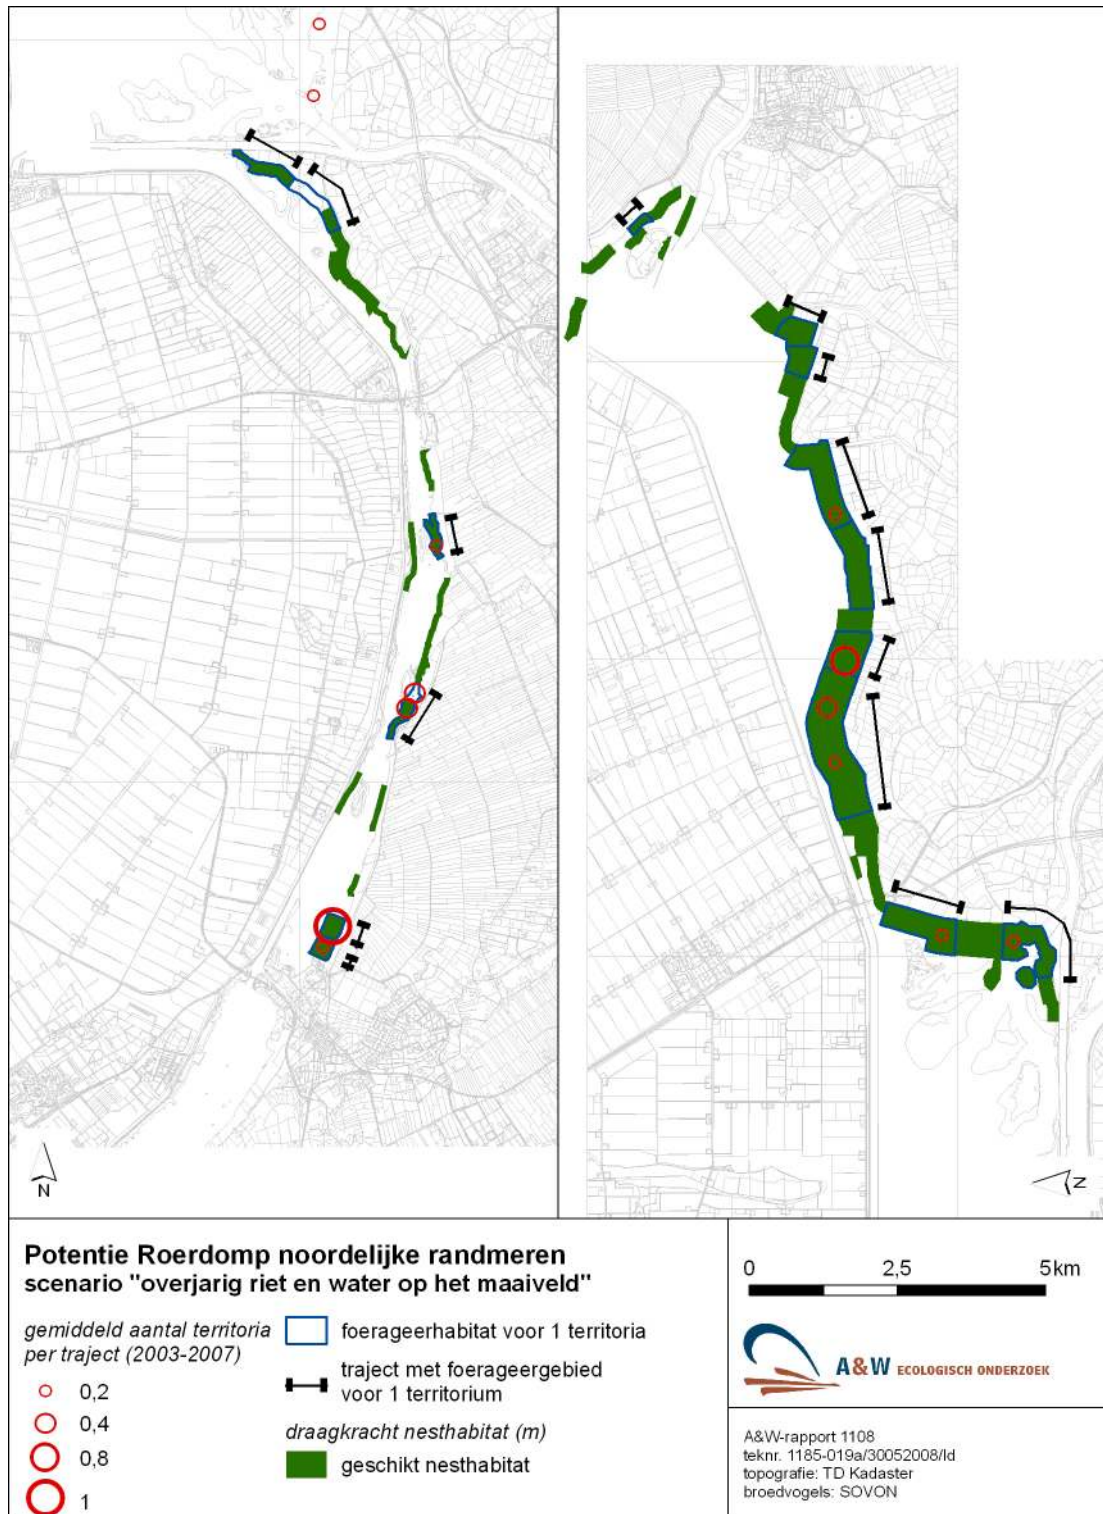 N
N
Potentie Roerdomp noordelijke randmeren
scenario "overjarig riet en water op het maaiveld"
gemiddeld aantal territoria
per traject (2003-2007)
0,2
0,4
0,8
1
foerageerhabitat voor 1 territoria
traject met foerageergebied
voor 1 territorium
draagkracht nesthabitat (m)
geschikt nesthabitat
0 2,5 5km
A&W ECOLOGISCH ONDERZOEK
A&W-rapport 1108
teknr. 1185-019a/30052008/ld
topografie: TD Kadaster
broedvogels: SOVON